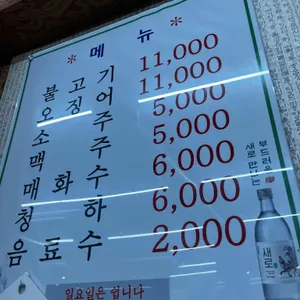 * 메 뉴 *
불 고 기 11,000
오 징 어 11,000
소 주 5,000
맥 주 5,000
매 화 수 6,000
청 하 6,000
음 료 수 2,000
새로
일요일은 쉽니다